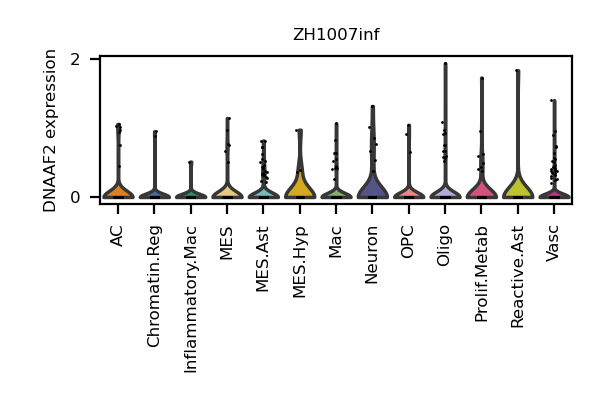 ZH1007inf
DNAAF2 expression
2
0
AC
Chromatin.Reg
Inflammatory.Mac
MES
MES.Ast
MES.Hyp
Mac
Neuron
OPC
Oligo
Prolif.Metab
Reactive.Ast
Vasc